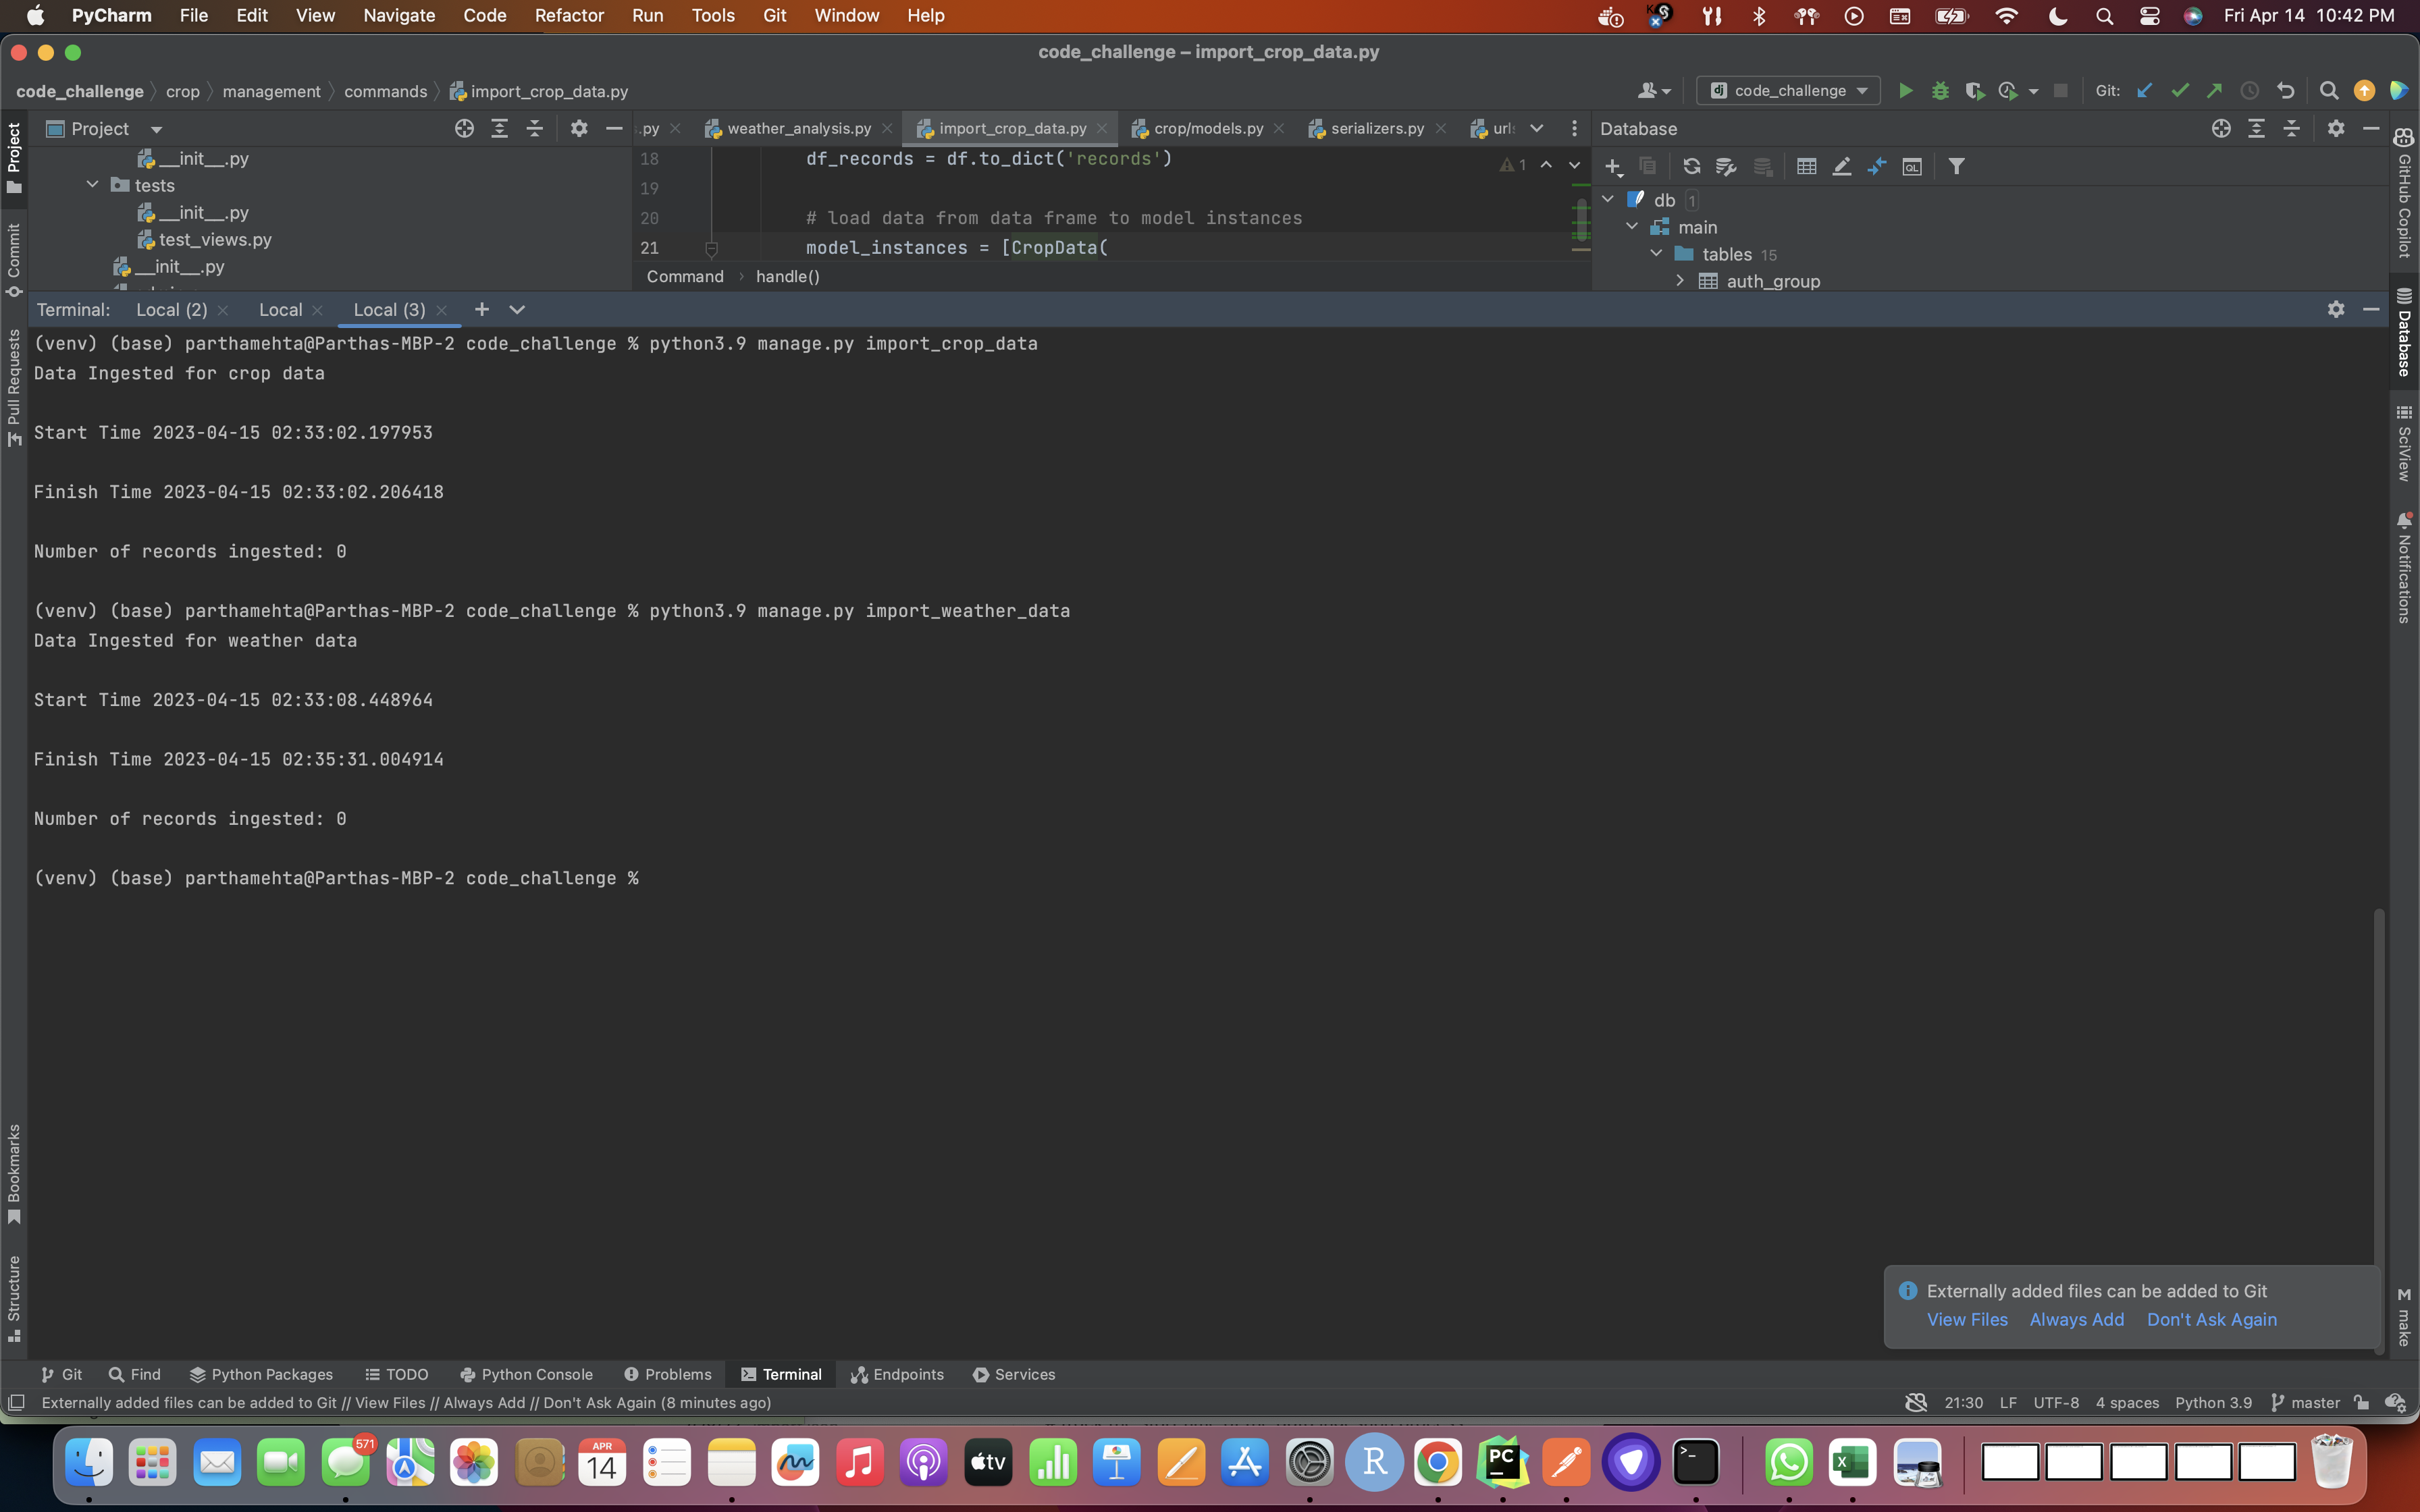 PyCharm File Edit View Navigate Code Refactor Run Tools Git Window Help Fri Apr 14 10:42 PM
code_challenge – import_crop_data.py
code_challenge crop management commands import_crop_data.py code_challenge Git:
Project .py weather_analysis.py import_crop_data.py crop/models.py serializers.py Database
__init__.py
tests
__init__.py
test_views.py
__init__.py
18 df_records = df.to_dict('records')
19
20 # load data from data frame to model instances
21 model_instances = [CropData(
1
Command handle()
db 1
main
tables 15
auth_group
Project
Commit
Pull Requests
Bookmarks
Structure
GitHub Copilot
Database
SciView
Notifications
make
Terminal: Local (2) Local Local (3)
(venv) (base) parthamehta@Parthas-MBP-2 code_challenge % python3.9 manage.py import_crop_data
Data Ingested for crop data
Start Time 2023-04-15 02:33:02.197953
Finish Time 2023-04-15 02:33:02.206418
Number of records ingested: 0
(venv) (base) parthamehta@Parthas-MBP-2 code_challenge % python3.9 manage.py import_weather_data
Data Ingested for weather data
Start Time 2023-04-15 02:33:08.448964
Finish Time 2023-04-15 02:35:31.004914
Number of records ingested: 0
(venv) (base) parthamehta@Parthas-MBP-2 code_challenge %
Externally added files can be added to Git
View Files Always Add Don't Ask Again
Git Find Python Packages TODO Python Console Problems Terminal Endpoints Services
Externally added files can be added to Git // View Files // Always Add // Don't Ask Again (8 minutes ago) 21:30 LF UTF-8 4 spaces Python 3.9 master
571
APR
14
tv
R
PC
X